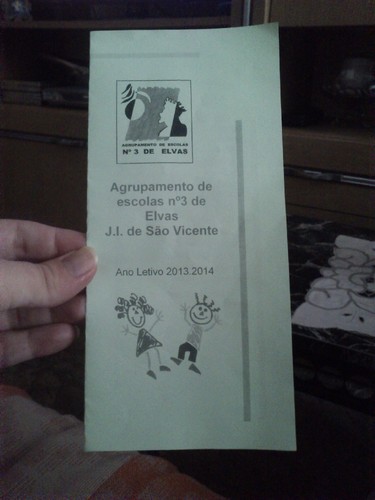 AGRUPAMENTO DE ESCOLAS
Nº 3 DE ELVAS
Agrupamento de
escolas nº3 de
Elvas
J.I. de São Vicente
Ano Letivo 2013.2014